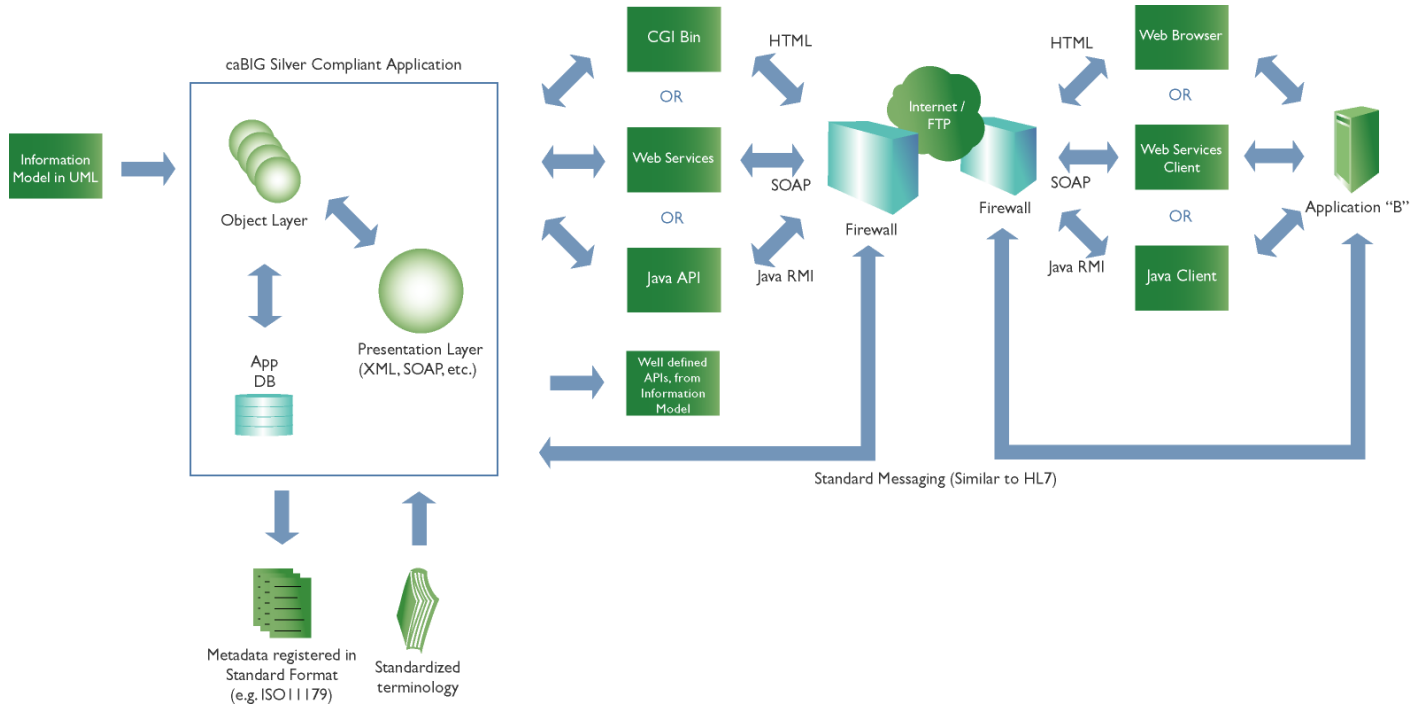 caBIG Silver Compliant Application
Information
Model in UML
Object Layer
Presentation Layer
(XML, SOAP, etc.)
App
DB
Metadata registered in
Standard Format
(e.g. ISO11179)
Standardized
terminology
CGI Bin
OR
Web Services
OR
Java API
Well defined
APIs, from
Information
Model
HTML
SOAP
Java RMI
Firewall
Internet /
FTP
Firewall
HTML
SOAP
Java RMI
Web Browser
OR
Web Services
Client
OR
Java Client
Application “B”
Standard Messaging (Similar to HL7)